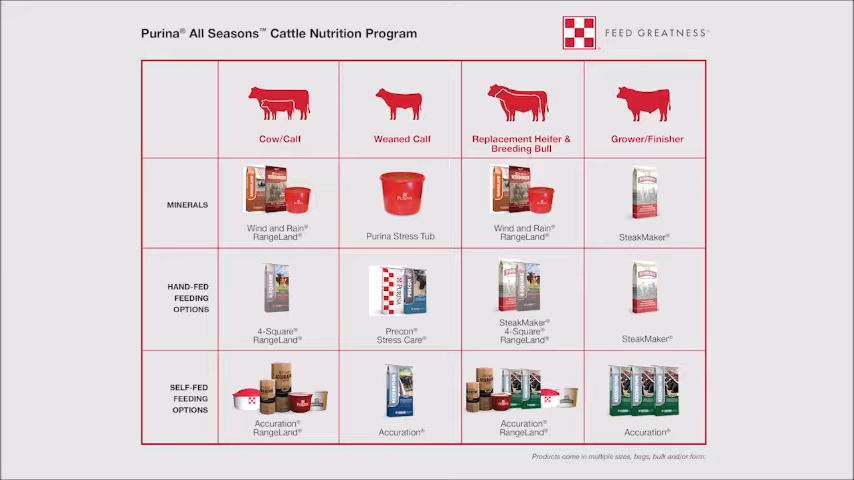 Purina® All Seasons™ Cattle Nutrition Program
FEED GREATNESS™
Cow/Calf
Weaned Calf
Replacement Heifer &
Breeding Bull
Grower/Finisher
MINERALS
Wind and Rain®
RangeLand®
Purina Stress Tub
Wind and Rain®
RangeLand®
SteakMaker®
HAND-FED
FEEDING
OPTIONS
4-Square®
RangeLand®
Precon®
Stress Care®
SteakMaker®
4-Square®
RangeLand®
SteakMaker®
SELF-FED
FEEDING
OPTIONS
Accuration®
RangeLand®
Accuration®
Accuration®
RangeLand®
Accuration®
Products come in multiple sizes, bags, bulk and/or form.